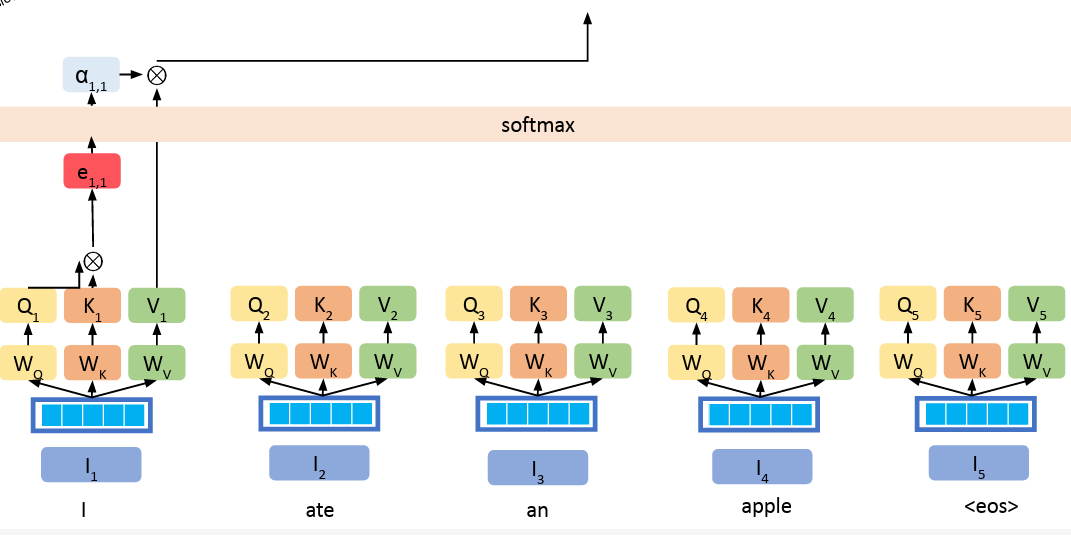 α1,1
softmax
e1,1
Q1 K1 V1 Q2 K2 V2 Q3 K3 V3 Q4 K4 V4 Q5 K5 V5
WQ WK WV WQ WK WV WQ WK WV WQ WK WV WQ WK WV
I1 I2 I3 I4 I5
I ate an apple <eos>